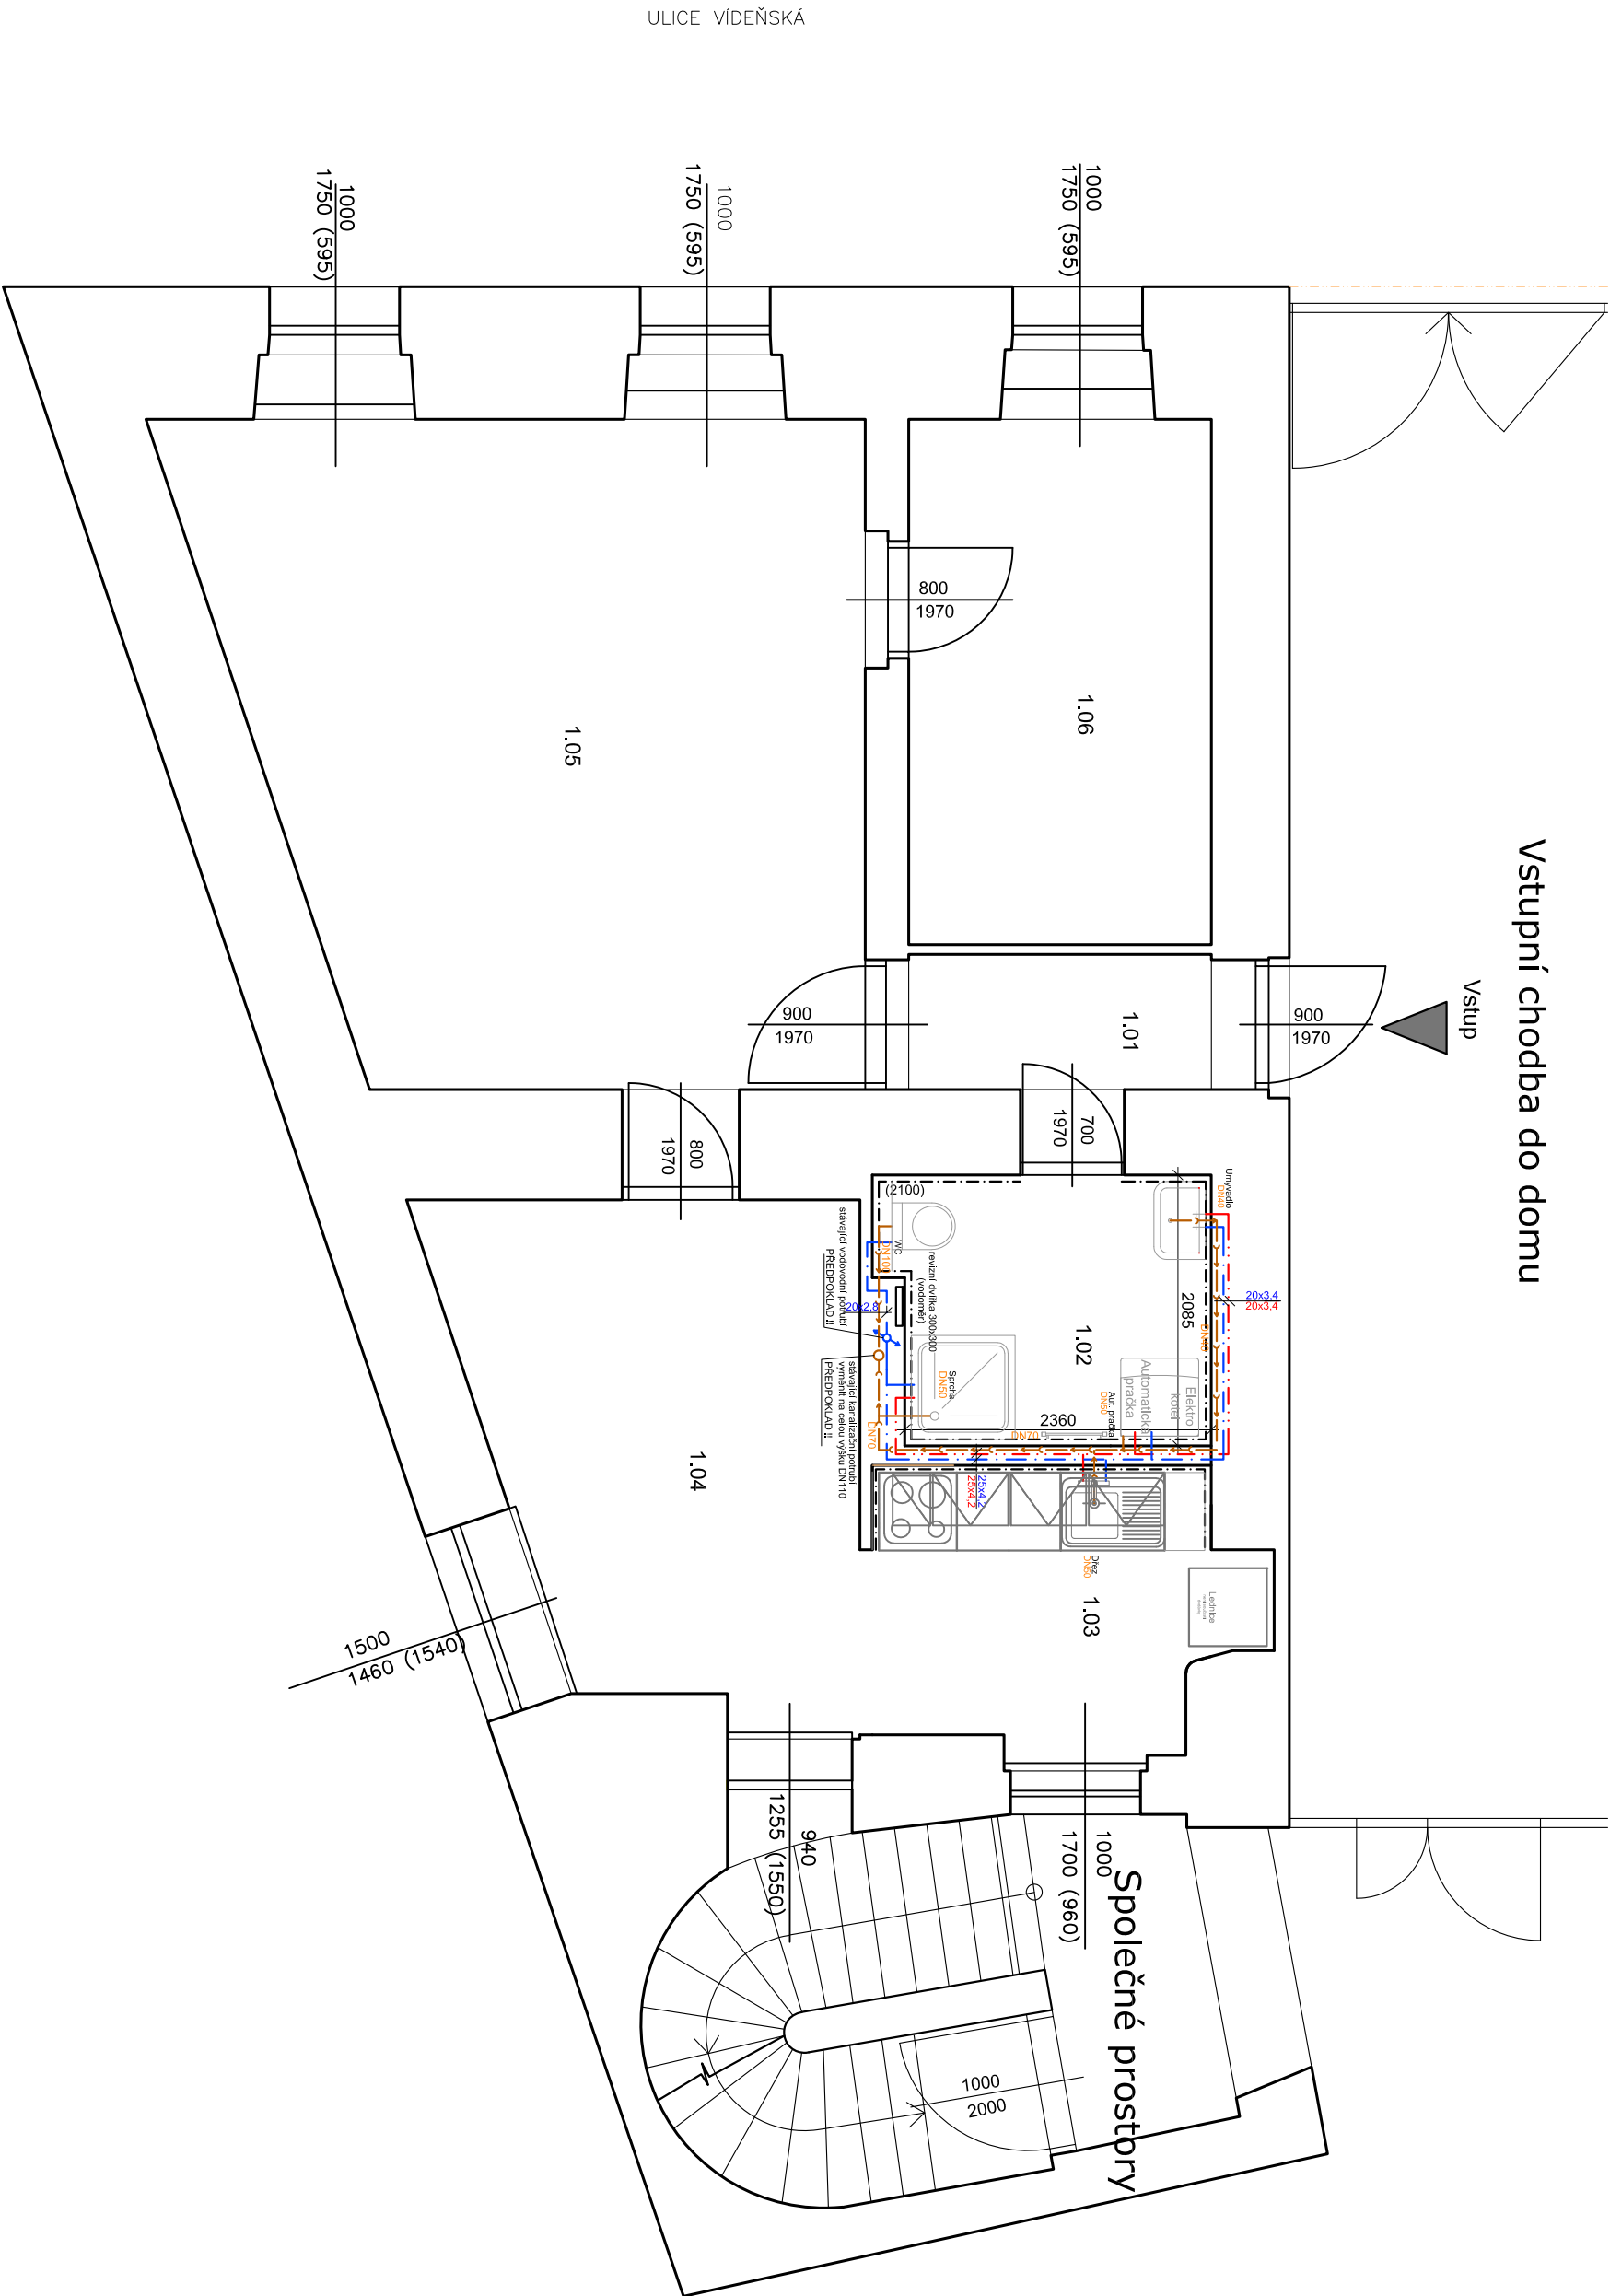 ULICE VÍDEŇSKÁ
1000
1750 (595)
1000
1750 (595)
1000
1750 (595)
Vstupní chodba do domu
Vstup
800
1970
1.06
1.05
900
1970
1.01
900
1970
800
1970
700
1970
(2100)
WC
DN100
Umyvadlo
DN40
20x3,4
20x3,4
2085
DN40
1.02
revizní dvířka 300x300
(vodoměr)
stávající vodovodní potrubí
PŘEDPOKLAD !!
20x2,8
stávající kanalizační potrubí
vyměnit na celou výšku DN110
PŘEDPOKLAD !!
Sprcha
DN50
2360
Aut. pračka
DN50
Automatická
pračka
Elektro
kotel
DN70
DN70
25x4,2
25x4,2
1.04
Dřez
DN50
1.03
Lednice
1500
1460 (1540)
940
1255 (1550)
1000
1700 (960)
Společné prostory
1000
2000